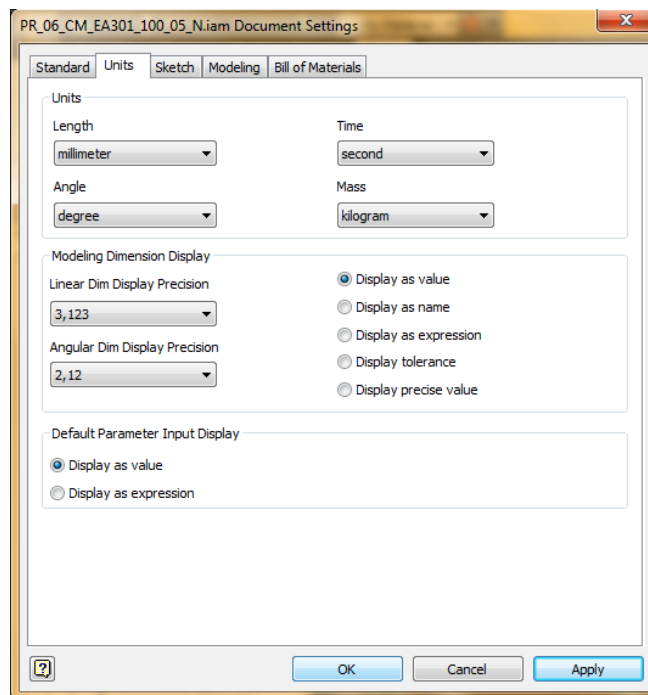 PR_06_CM_EA301_100_05_N.iam Document Settings
Standard Units Sketch Modeling Bill of Materials
Units
Length Time
millimeter second
Angle Mass
degree kilogram
Modeling Dimension Display
Linear Dim Display Precision
3,123
Angular Dim Display Precision
2,12
Display as value
Display as name
Display as expression
Display tolerance
Display precise value
Default Parameter Input Display
Display as value
Display as expression
? OK Cancel Apply